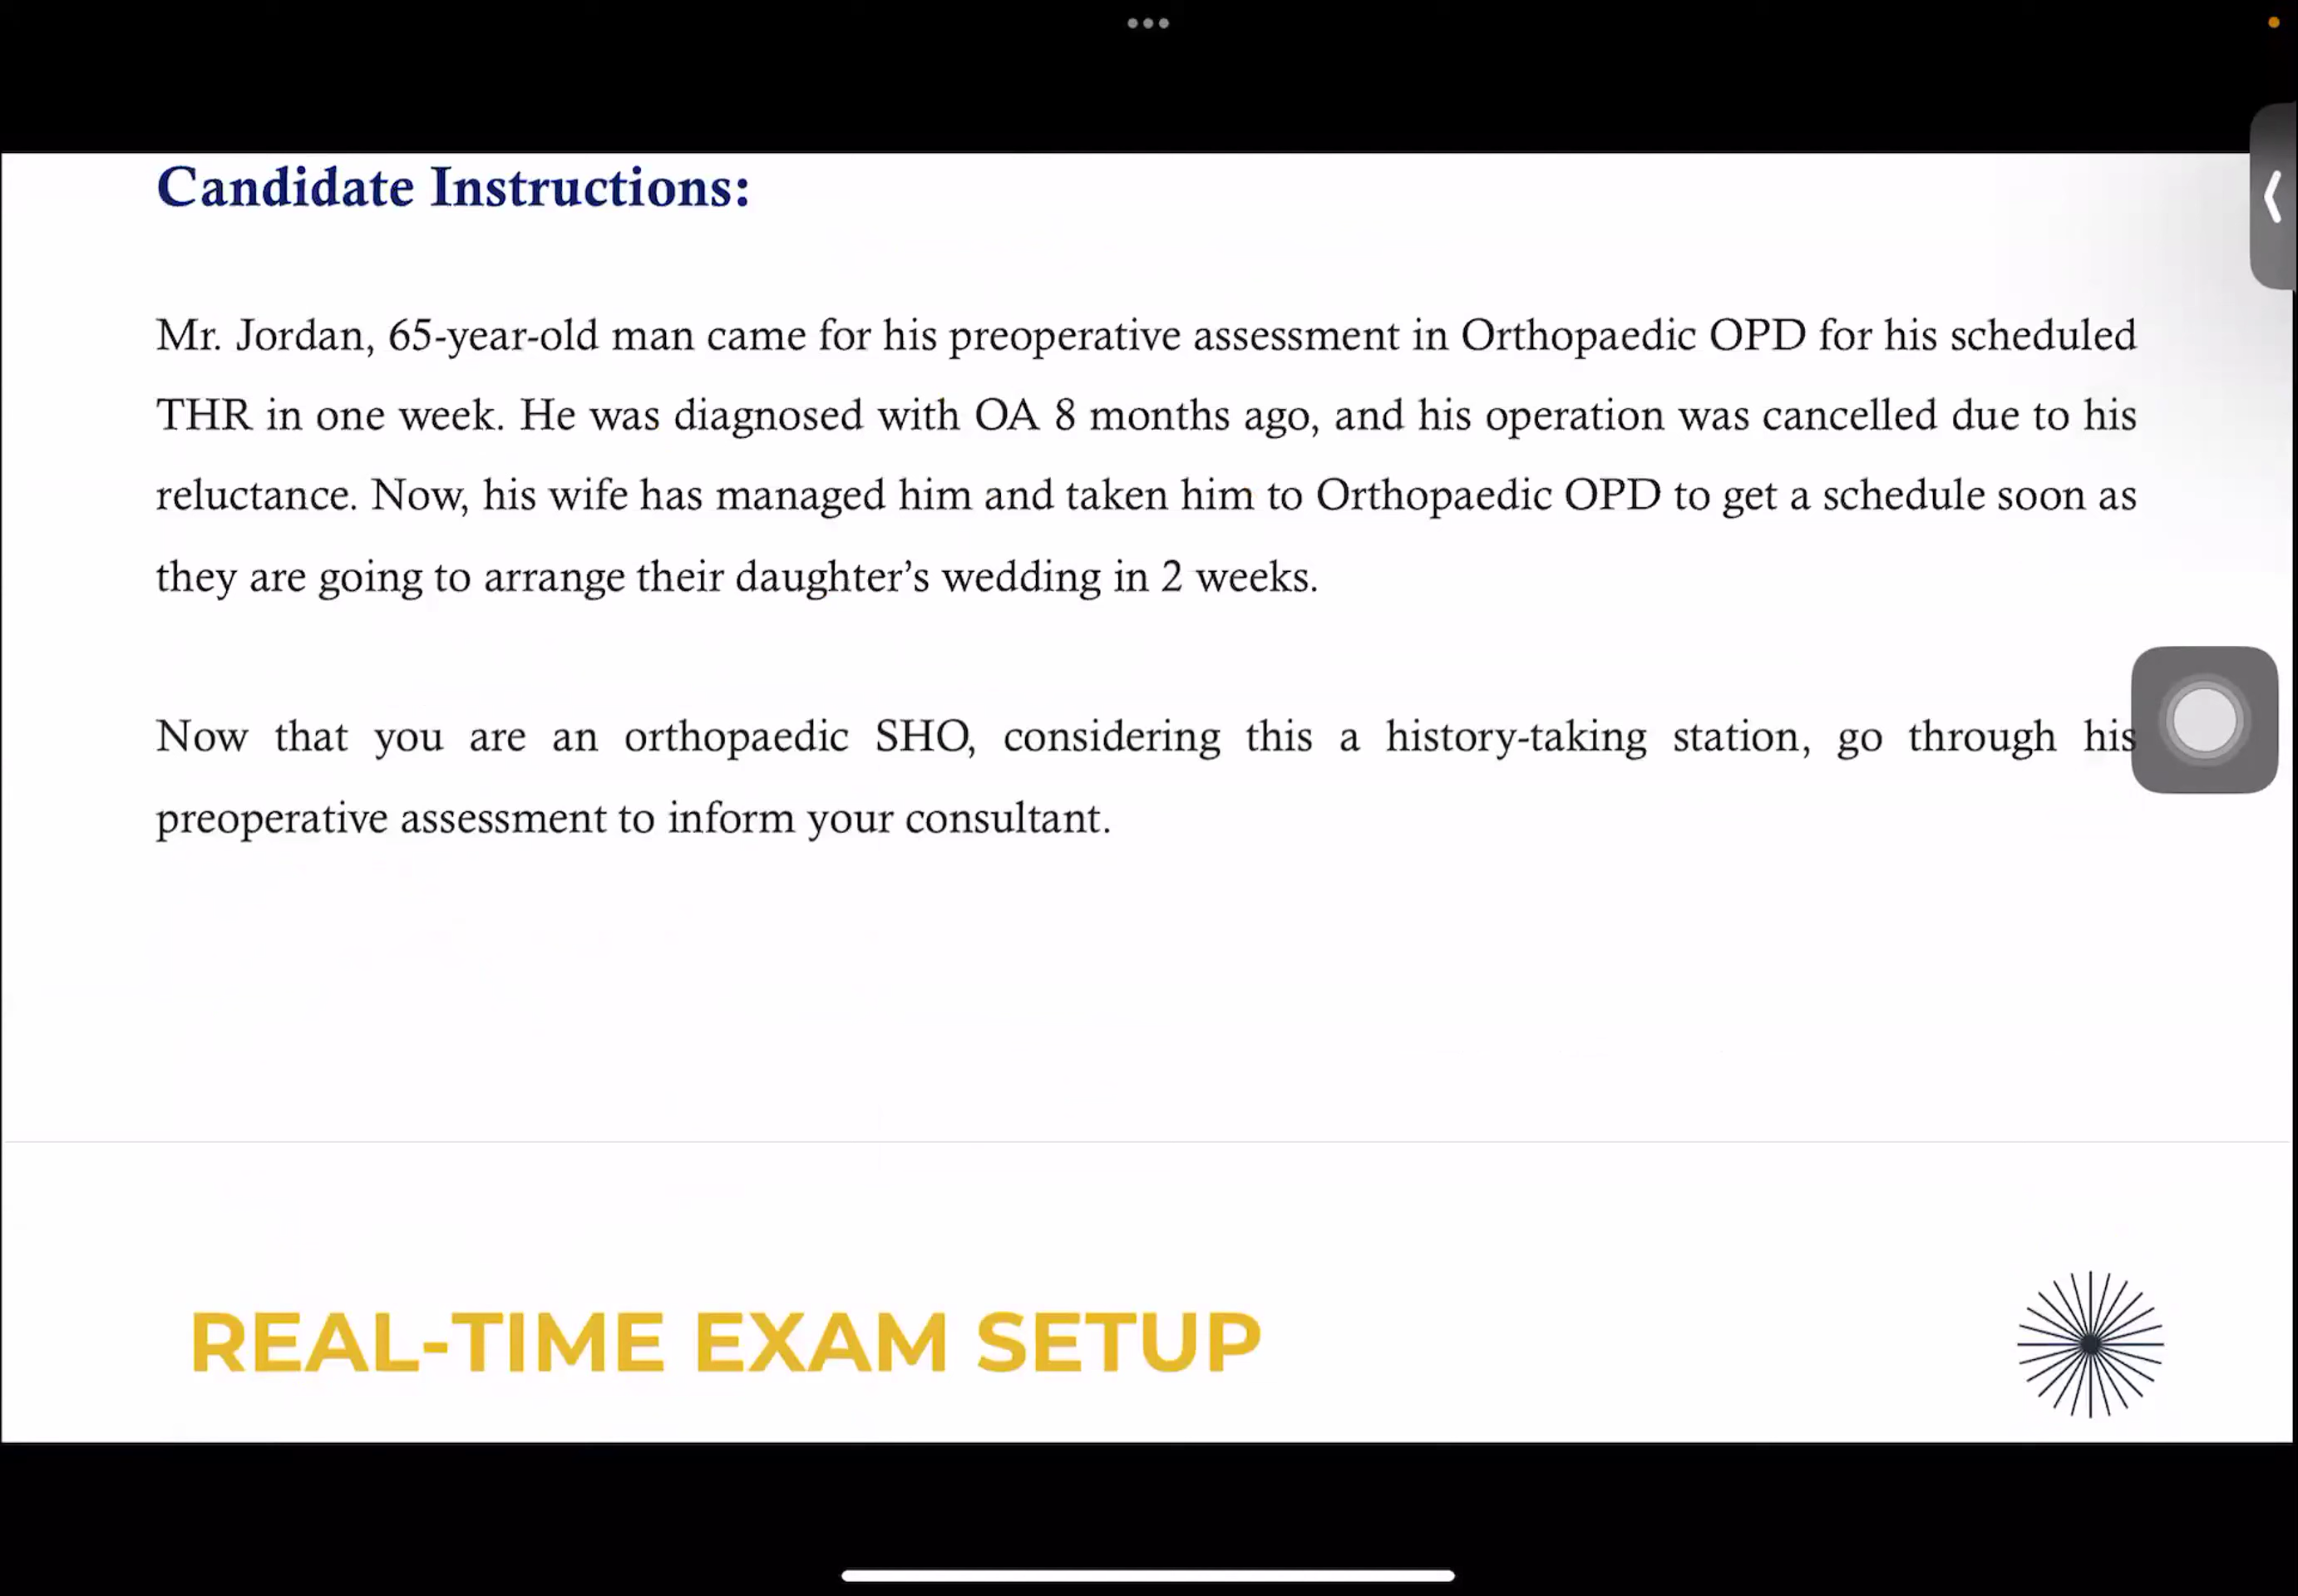 Candidate Instructions:
Mr. Jordan, 65-year-old man came for his preoperative assessment in Orthopaedic OPD for his scheduled
THR in one week. He was diagnosed with OA 8 months ago, and his operation was cancelled due to his
reluctance. Now, his wife has managed him and taken him to Orthopaedic OPD to get a schedule soon as
they are going to arrange their daughter’s wedding in 2 weeks.
Now that you are an orthopaedic SHO, considering this a history-taking station, go through his
preoperative assessment to inform your consultant.
REAL-TIME EXAM SETUP